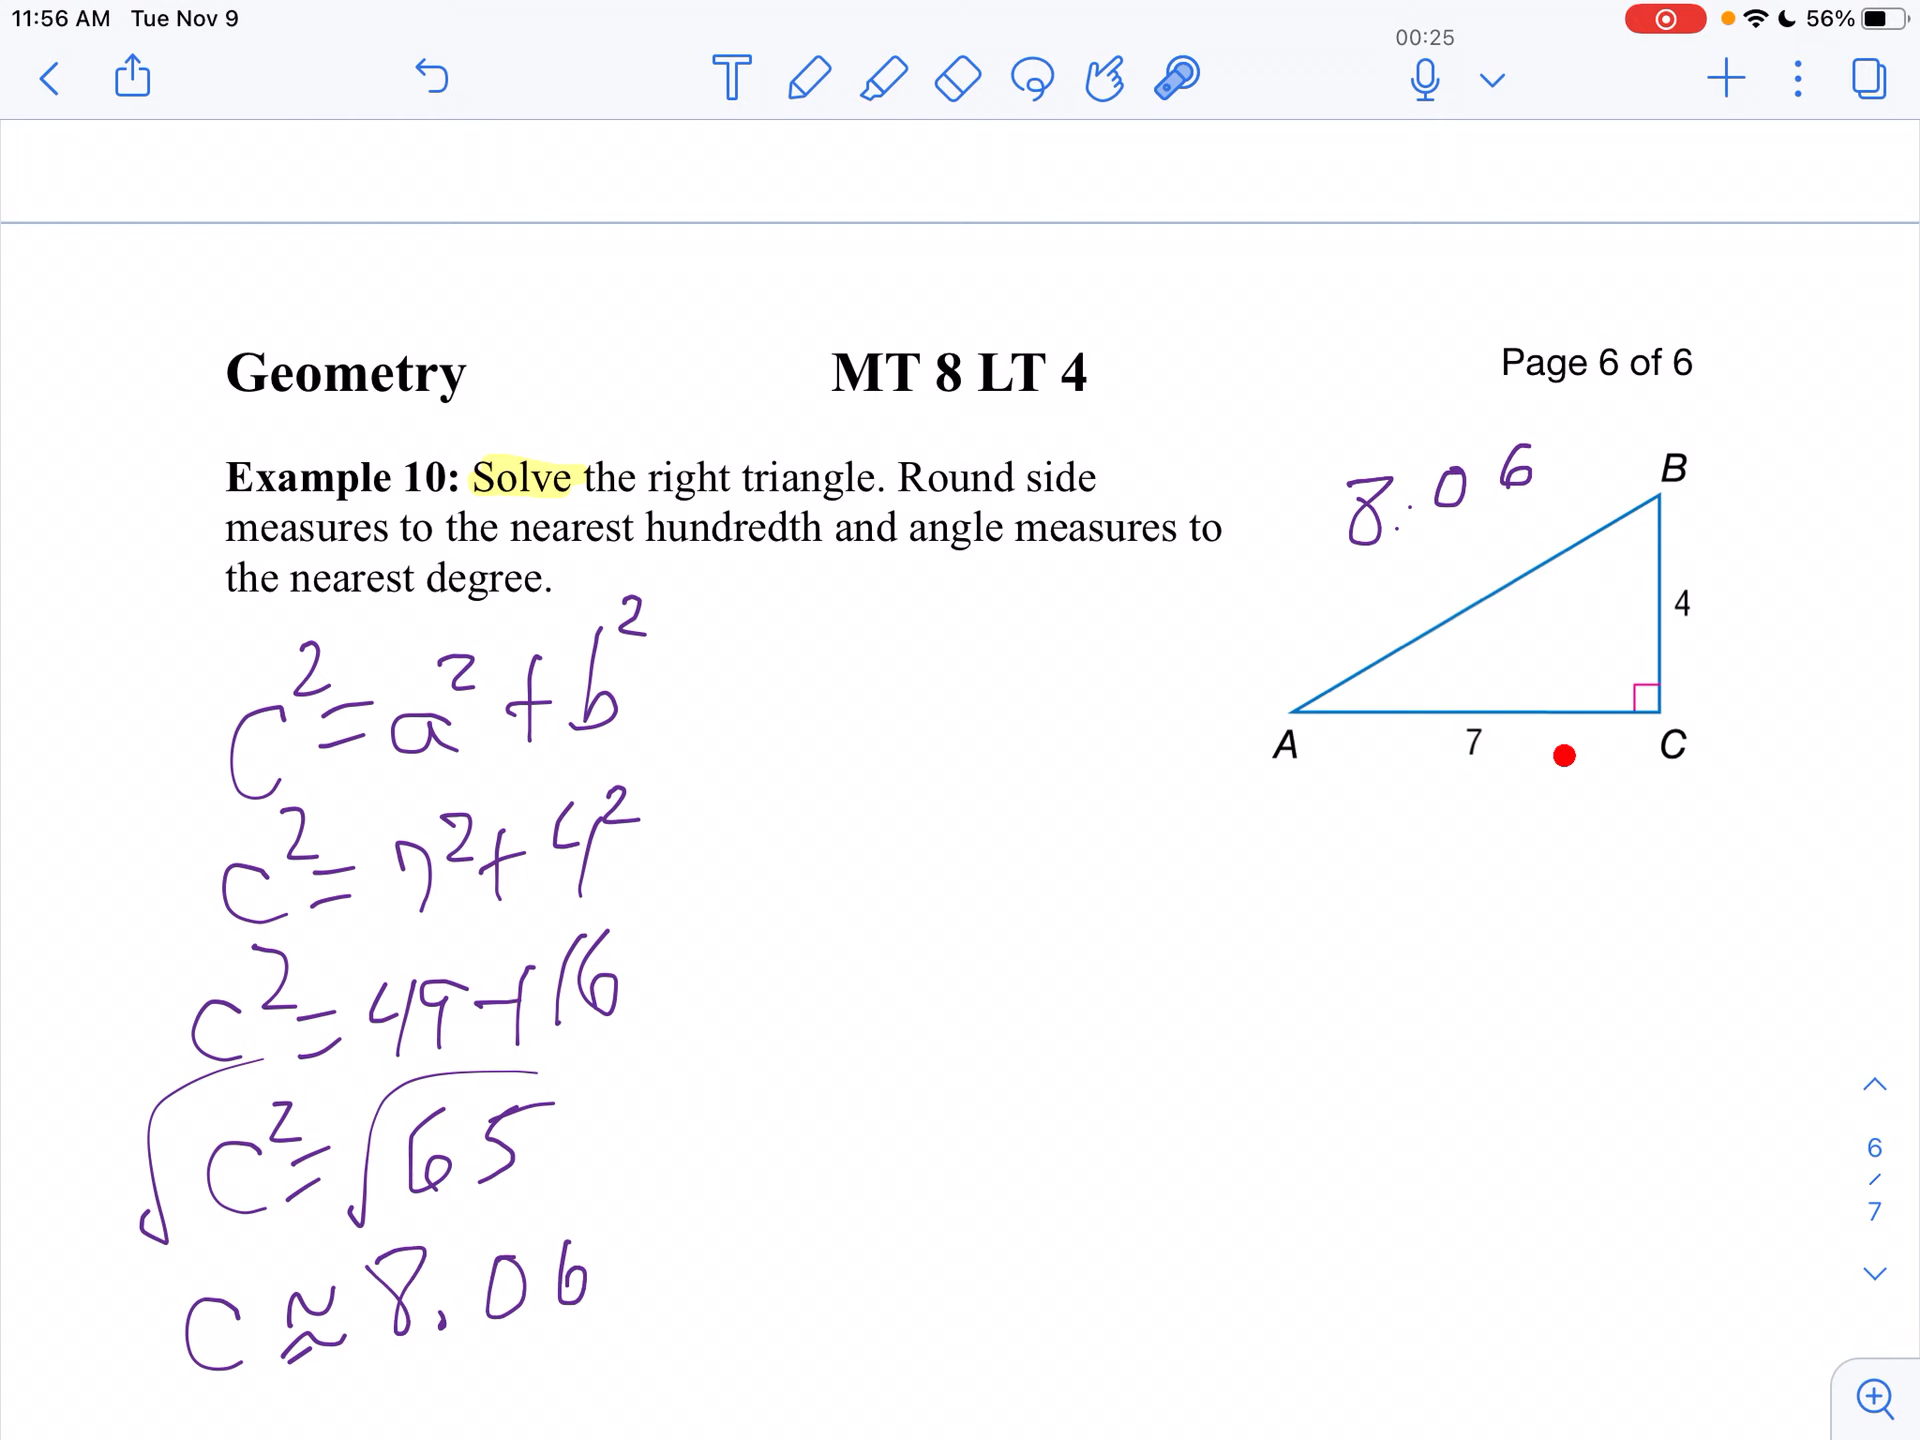 11:56 AM Tue Nov 9
56%
00:25
T
Geometry MT 8 LT 4 Page 6 of 6
Example 10: Solve the right triangle. Round side
measures to the nearest hundredth and angle measures to
the nearest degree.
8.06
B
4
A 7 C
c² = a² + b²
c² = 7² + 4²
c² = 49 + 16
√c² = √65
c ≈ 8.06
6
/
7